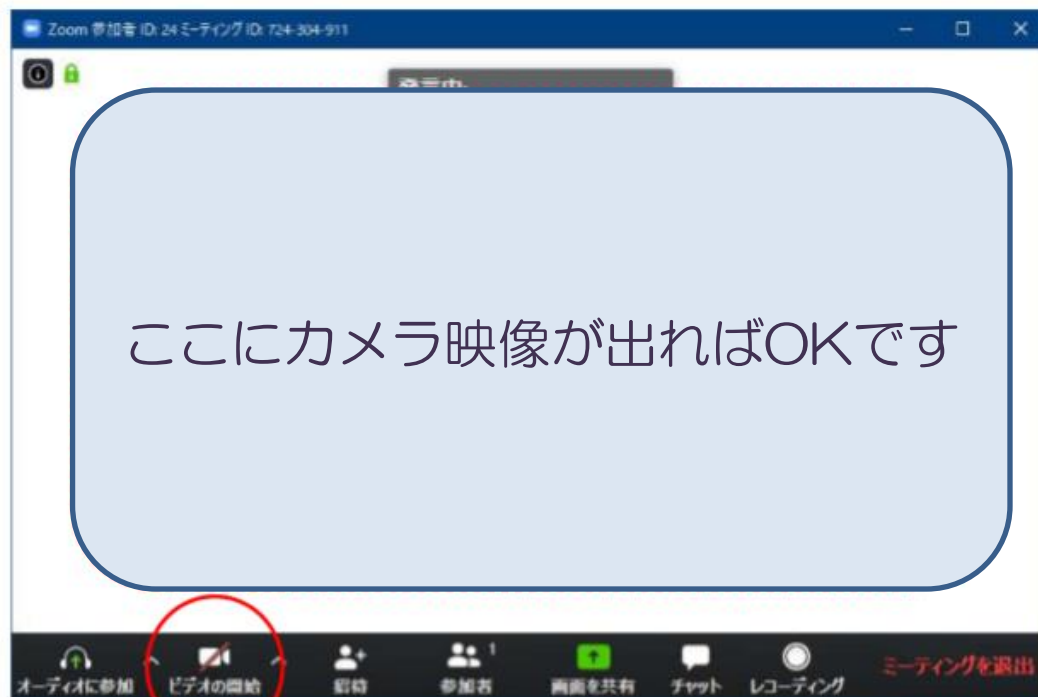 Zoom 参加者 ID: 24 ミーティング ID: 724-304-911
発言中:
ここにカメラ映像が出ればOKです
オーディオに参加 ビデオの開始 招待 参加者 1 画面を共有 チャット レコーディング ミーティングを退出